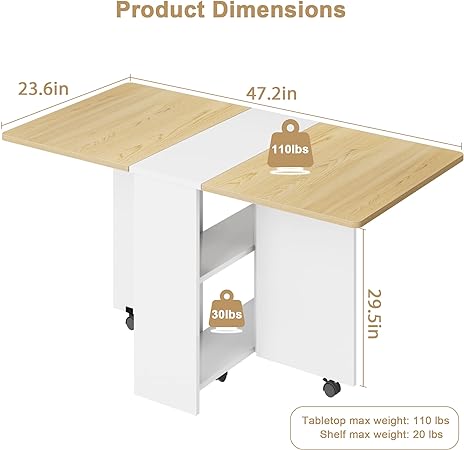 Product Dimensions
23.6in
47.2in
110lbs
29.5in
30lbs
Tabletop max weight: 110 lbs
Shelf max weight: 20 lbs